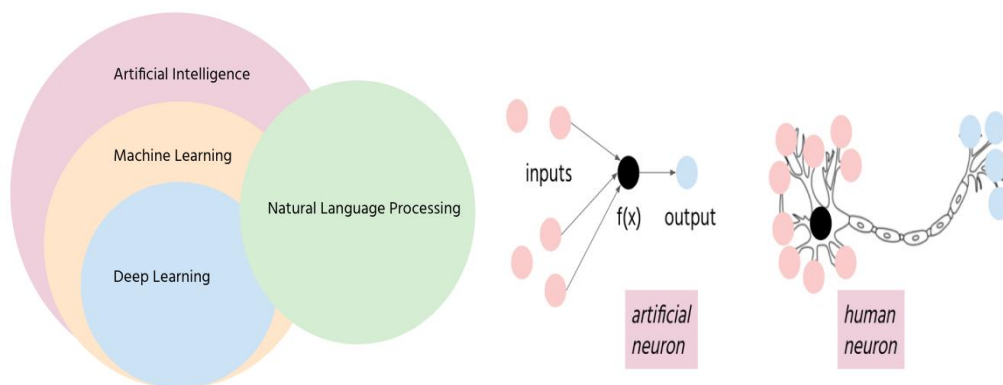 Artificial Intelligence
Machine Learning
Natural Language Processing
Deep Learning
inputs
f(x)
output
artificial
neuron
human
neuron